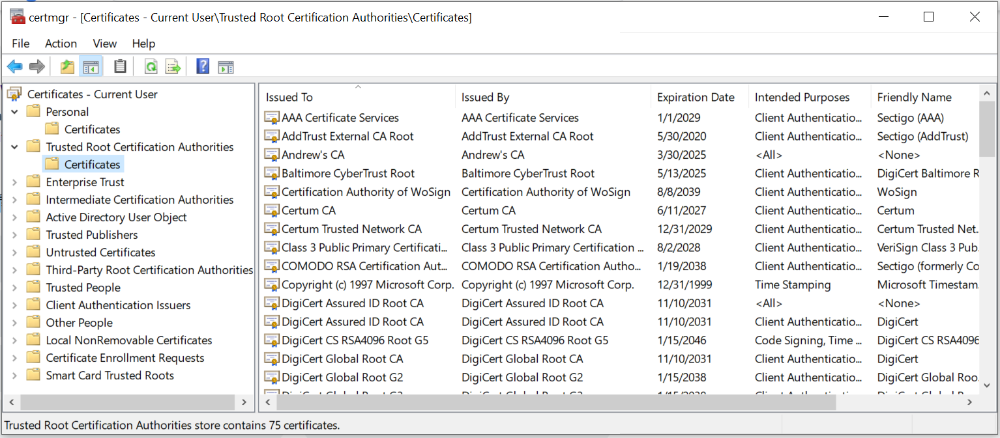 certmgr - [Certificates - Current User\Trusted Root Certification Authorities\Certificates]
File Action View Help
Certificates - Current User
Personal
Certificates
Trusted Root Certification Authorities
Certificates
Enterprise Trust
Intermediate Certification Authorities
Active Directory User Object
Trusted Publishers
Untrusted Certificates
Third-Party Root Certification Authorities
Trusted People
Client Authentication Issuers
Other People
Local NonRemovable Certificates
Certificate Enrollment Requests
Smart Card Trusted Roots
Issued To Issued By Expiration Date Intended Purposes Friendly Name
AAA Certificate Services AAA Certificate Services 1/1/2029 Client Authenticatio... Sectigo (AAA)
AddTrust External CA Root AddTrust External CA Root 5/30/2020 Client Authenticatio... Sectigo (AddTrust)
Andrew's CA Andrew's CA 3/30/2025 <All> <None>
Baltimore CyberTrust Root Baltimore CyberTrust Root 5/13/2025 Client Authenticatio... DigiCert Baltimore R
Certification Authority of WoSign Certification Authority of WoSign 8/8/2039 Client Authenticatio... WoSign
Certum CA Certum CA 6/11/2027 Client Authenticatio... Certum
Certum Trusted Network CA Certum Trusted Network CA 12/31/2029 Client Authenticatio... Certum Trusted Net.
Class 3 Public Primary Certificati... Class 3 Public Primary Certification ... 8/2/2028 Client Authenticatio... VeriSign Class 3 Pub.
COMODO RSA Certification Aut... COMODO RSA Certification Autho... 1/19/2038 Client Authenticatio... Sectigo (formerly Co
Copyright (c) 1997 Microsoft Corp. Copyright (c) 1997 Microsoft Corp. 12/31/1999 Time Stamping Microsoft Timestam.
DigiCert Assured ID Root CA DigiCert Assured ID Root CA 11/10/2031 <All> <None>
DigiCert Assured ID Root CA DigiCert Assured ID Root CA 11/10/2031 Client Authenticatio... DigiCert
DigiCert CS RSA4096 Root G5 DigiCert CS RSA4096 Root G5 1/15/2046 Code Signing, Time ... DigiCert CS RSA4096
DigiCert Global Root CA DigiCert Global Root CA 11/10/2031 Client Authenticatio... DigiCert
DigiCert Global Root G2 DigiCert Global Root G2 1/15/2038 Client Authenticatio... DigiCert Global Roo.
Trusted Root Certification Authorities store contains 75 certificates.